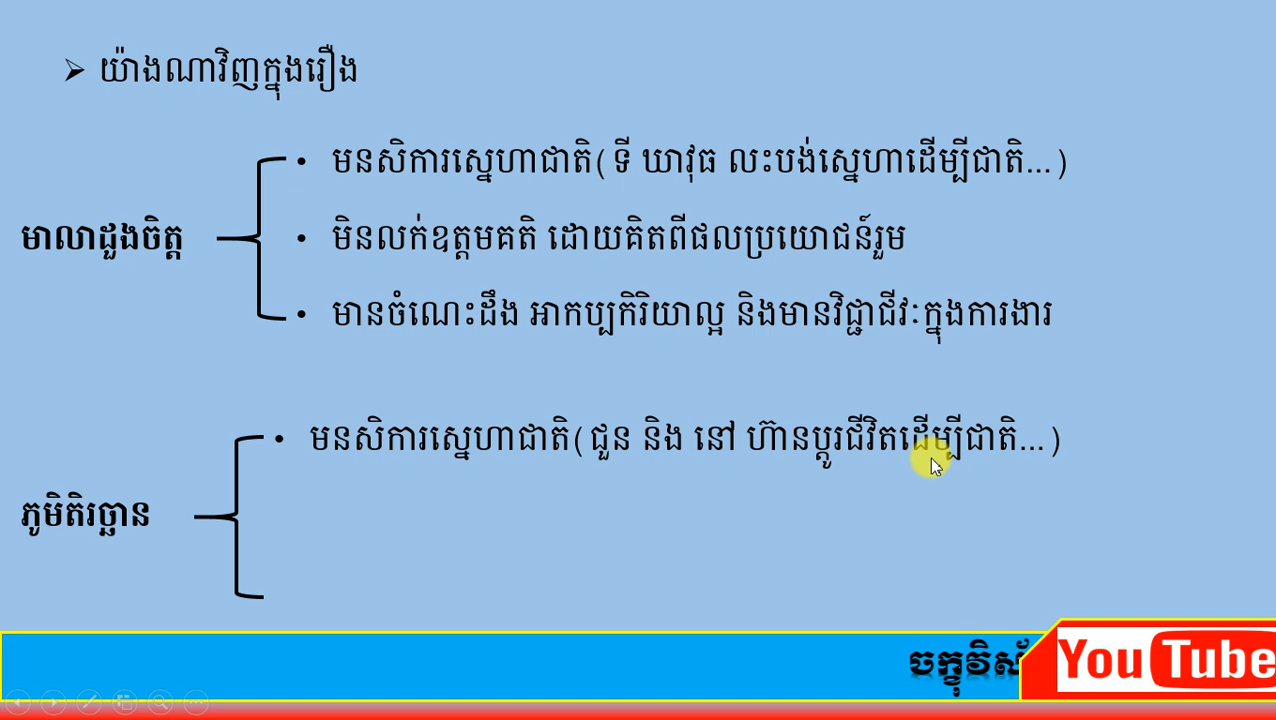 ➢ យ៉ាងណាវិញក្នុងរឿង
• មនសិការស្នេហាជាតិ(ទី ឃាវុធ លះបង់ស្នេហាដើម្បីជាតិ...)
មាលាដួងចិត្ត
• មិនលក់ឧត្តមគតិ ដោយគិតពីផលប្រយោជន៍រួម
• មានចំណេះដឹង អាកប្បកិរិយាល្អ និងមានវិជ្ជាជីវៈក្នុងការងារ
• មនសិការស្នេហាជាតិ(ជួន និង នៅ ហ៊ានប្តូរជីវិតដើម្បីជាតិ...)
ភូមិតិរច្ឆាន
ចក្ខុវិស័
YouTube